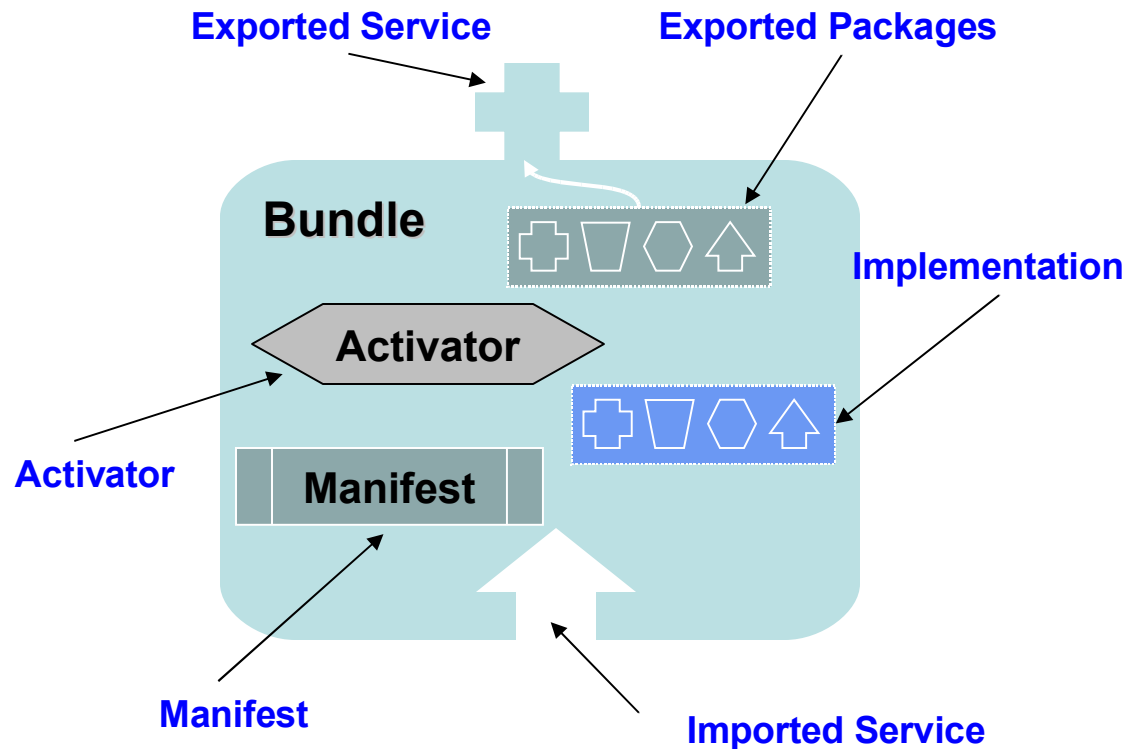 Exported Service
Exported Packages
Bundle
Implementation
Activator
Activator
Manifest
Manifest
Imported Service